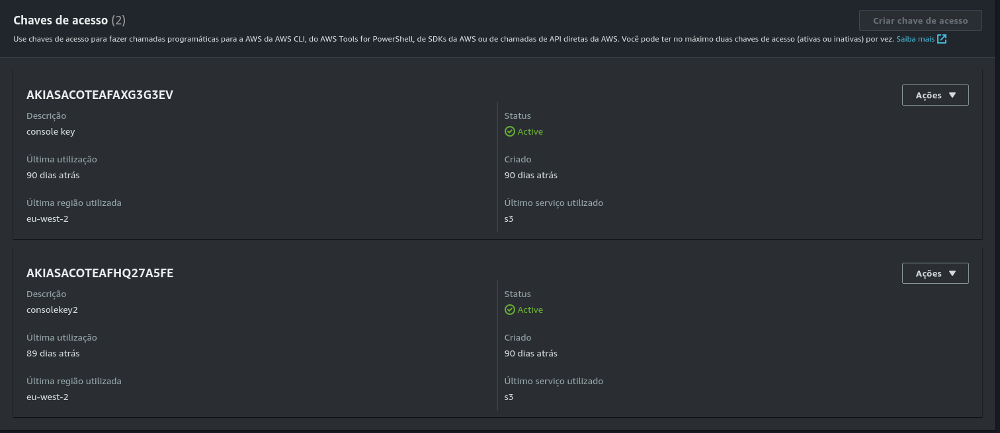 Chaves de acesso (2)
Criar chave de acesso
Use chaves de acesso para fazer chamadas programáticas para a AWS da AWS CLI, do AWS Tools for PowerShell, de SDKs da AWS ou de chamadas de API diretas da AWS. Você pode ter no máximo duas chaves de acesso (ativas ou inativas) por vez. Saiba mais
AKIASACOTEAFAXG3G3EV
Ações
Descrição
console key
Status
Active
Última utilização
90 dias atrás
Criado
90 dias atrás
Última região utilizada
eu-west-2
Último serviço utilizado
s3
AKIASACOTEAFHQ27A5FE
Ações
Descrição
consolekey2
Status
Active
Última utilização
89 dias atrás
Criado
90 dias atrás
Última região utilizada
eu-west-2
Último serviço utilizado
s3